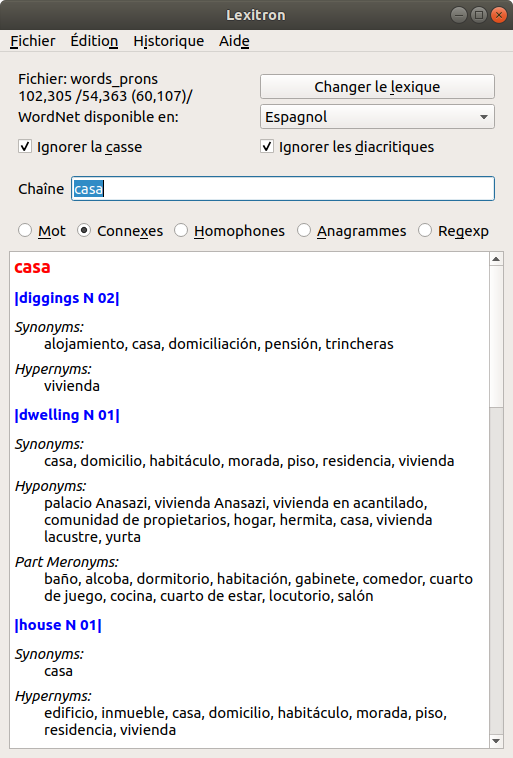 Lexitron
Fichier Édition Historique Aide
Fichier: words_prons
102,305 /54,363 (60,107)/
Changer le lexique
WordNet disponible en:
Espagnol
Ignorer la casse
Ignorer les diacritiques
Chaîne casa
Mot Connexes Homophones Anagrammes Regexp
casa
|diggings N 02|
Synonyms:
alojamiento, casa, domiciliación, pensión, trincheras
Hypernyms:
vivienda
|dwelling N 01|
Synonyms:
casa, domicilio, habitáculo, morada, piso, residencia, vivienda
Hyponyms:
palacio Anasazi, vivienda Anasazi, vivienda en acantilado,
comunidad de propietarios, hogar, hermita, casa, vivienda
lacustre, yurta
Part Meronyms:
baño, alcoba, dormitorio, habitación, gabinete, comedor, cuarto
de juego, cocina, cuarto de estar, locutorio, salón
|house N 01|
Synonyms:
casa
Hypernyms:
edificio, inmueble, casa, domicilio, habitáculo, morada, piso,
residencia, vivienda